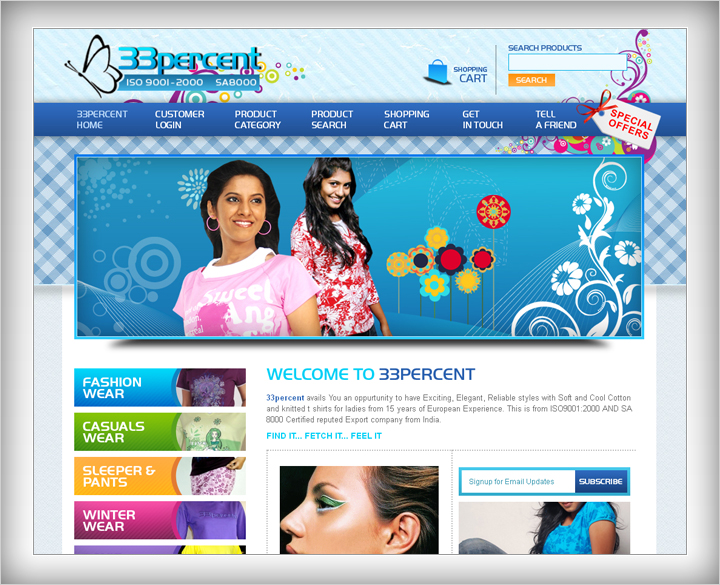 33percent
ISO 9001-2000 SA8000
SHOPPING
CART
SEARCH PRODUCTS
SEARCH
33PERCENT
HOME
CUSTOMER
LOGIN
PRODUCT
CATEGORY
PRODUCT
SEARCH
SHOPPING
CART
GET
IN TOUCH
TELL
A FRIEND
SPECIAL
OFFERS
Sweet
Ang
FASHION
WEAR
CASUALS
WEAR
SLEEPER &
PANTS
WINTER
WEAR
WELCOME TO 33PERCENT
33percent avails You an oppurtunity to have Exciting, Elegant, Reliable styles with Soft and Cool Cotton
and knitted t shirts for ladies from 15 years of European Experience. This is from ISO9001:2000 AND SA
8000 Certified reputed Export company from India.
FIND IT... FETCH IT... FEEL IT
Signup for Email Updates
SUBSCRIBE